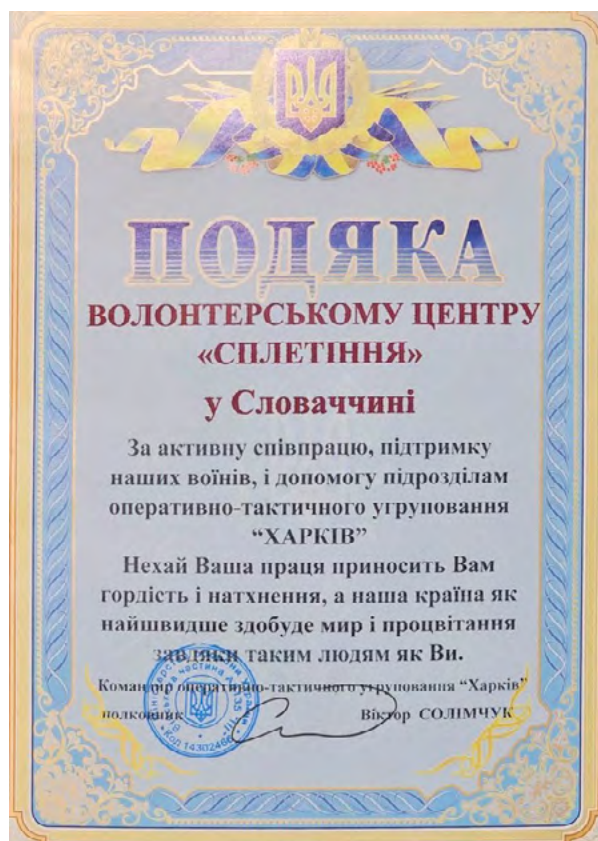 ПОДЯКА
ВОЛОНТЕРСЬКОМУ ЦЕНТРУ
«СПЛЕТІННЯ»
у Словаччині
За активну співпрацю, підтримку
наших воїнів, і допомогу підрозділам
оперативно-тактичного угруповання
“ХАРКІВ”
Нехай Ваша праця приносить Вам
гордість і натхнення, а наша країна як
найшвидше здобуде мир і процвітання
завдяки таким людям як Ви.
Командир оперативно-тактичного угруповання “Харків”
полковник Віктор СОЛІМЧУК